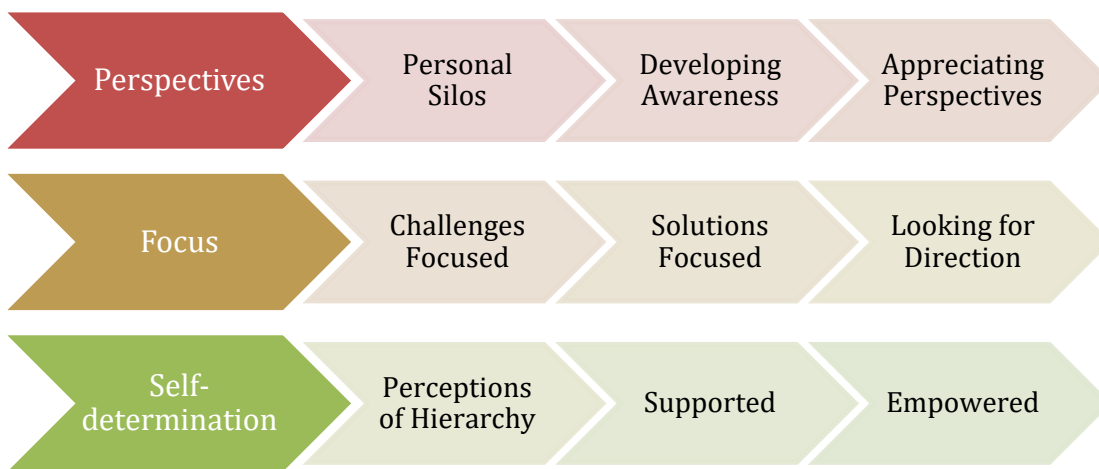 Perspectives
Personal
Silos
Developing
Awareness
Appreciating
Perspectives
Focus
Challenges
Focused
Solutions
Focused
Looking for
Direction
Self-
determination
Perceptions
of Hierarchy
Supported
Empowered